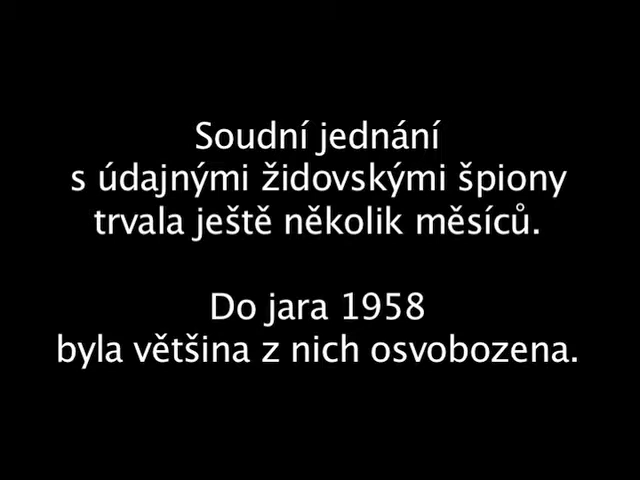 Soudní jednání
s údajnými židovskými špiony
trvala ještě několik měsíců.
Do jara 1958
byla většina z nich osvobozena.